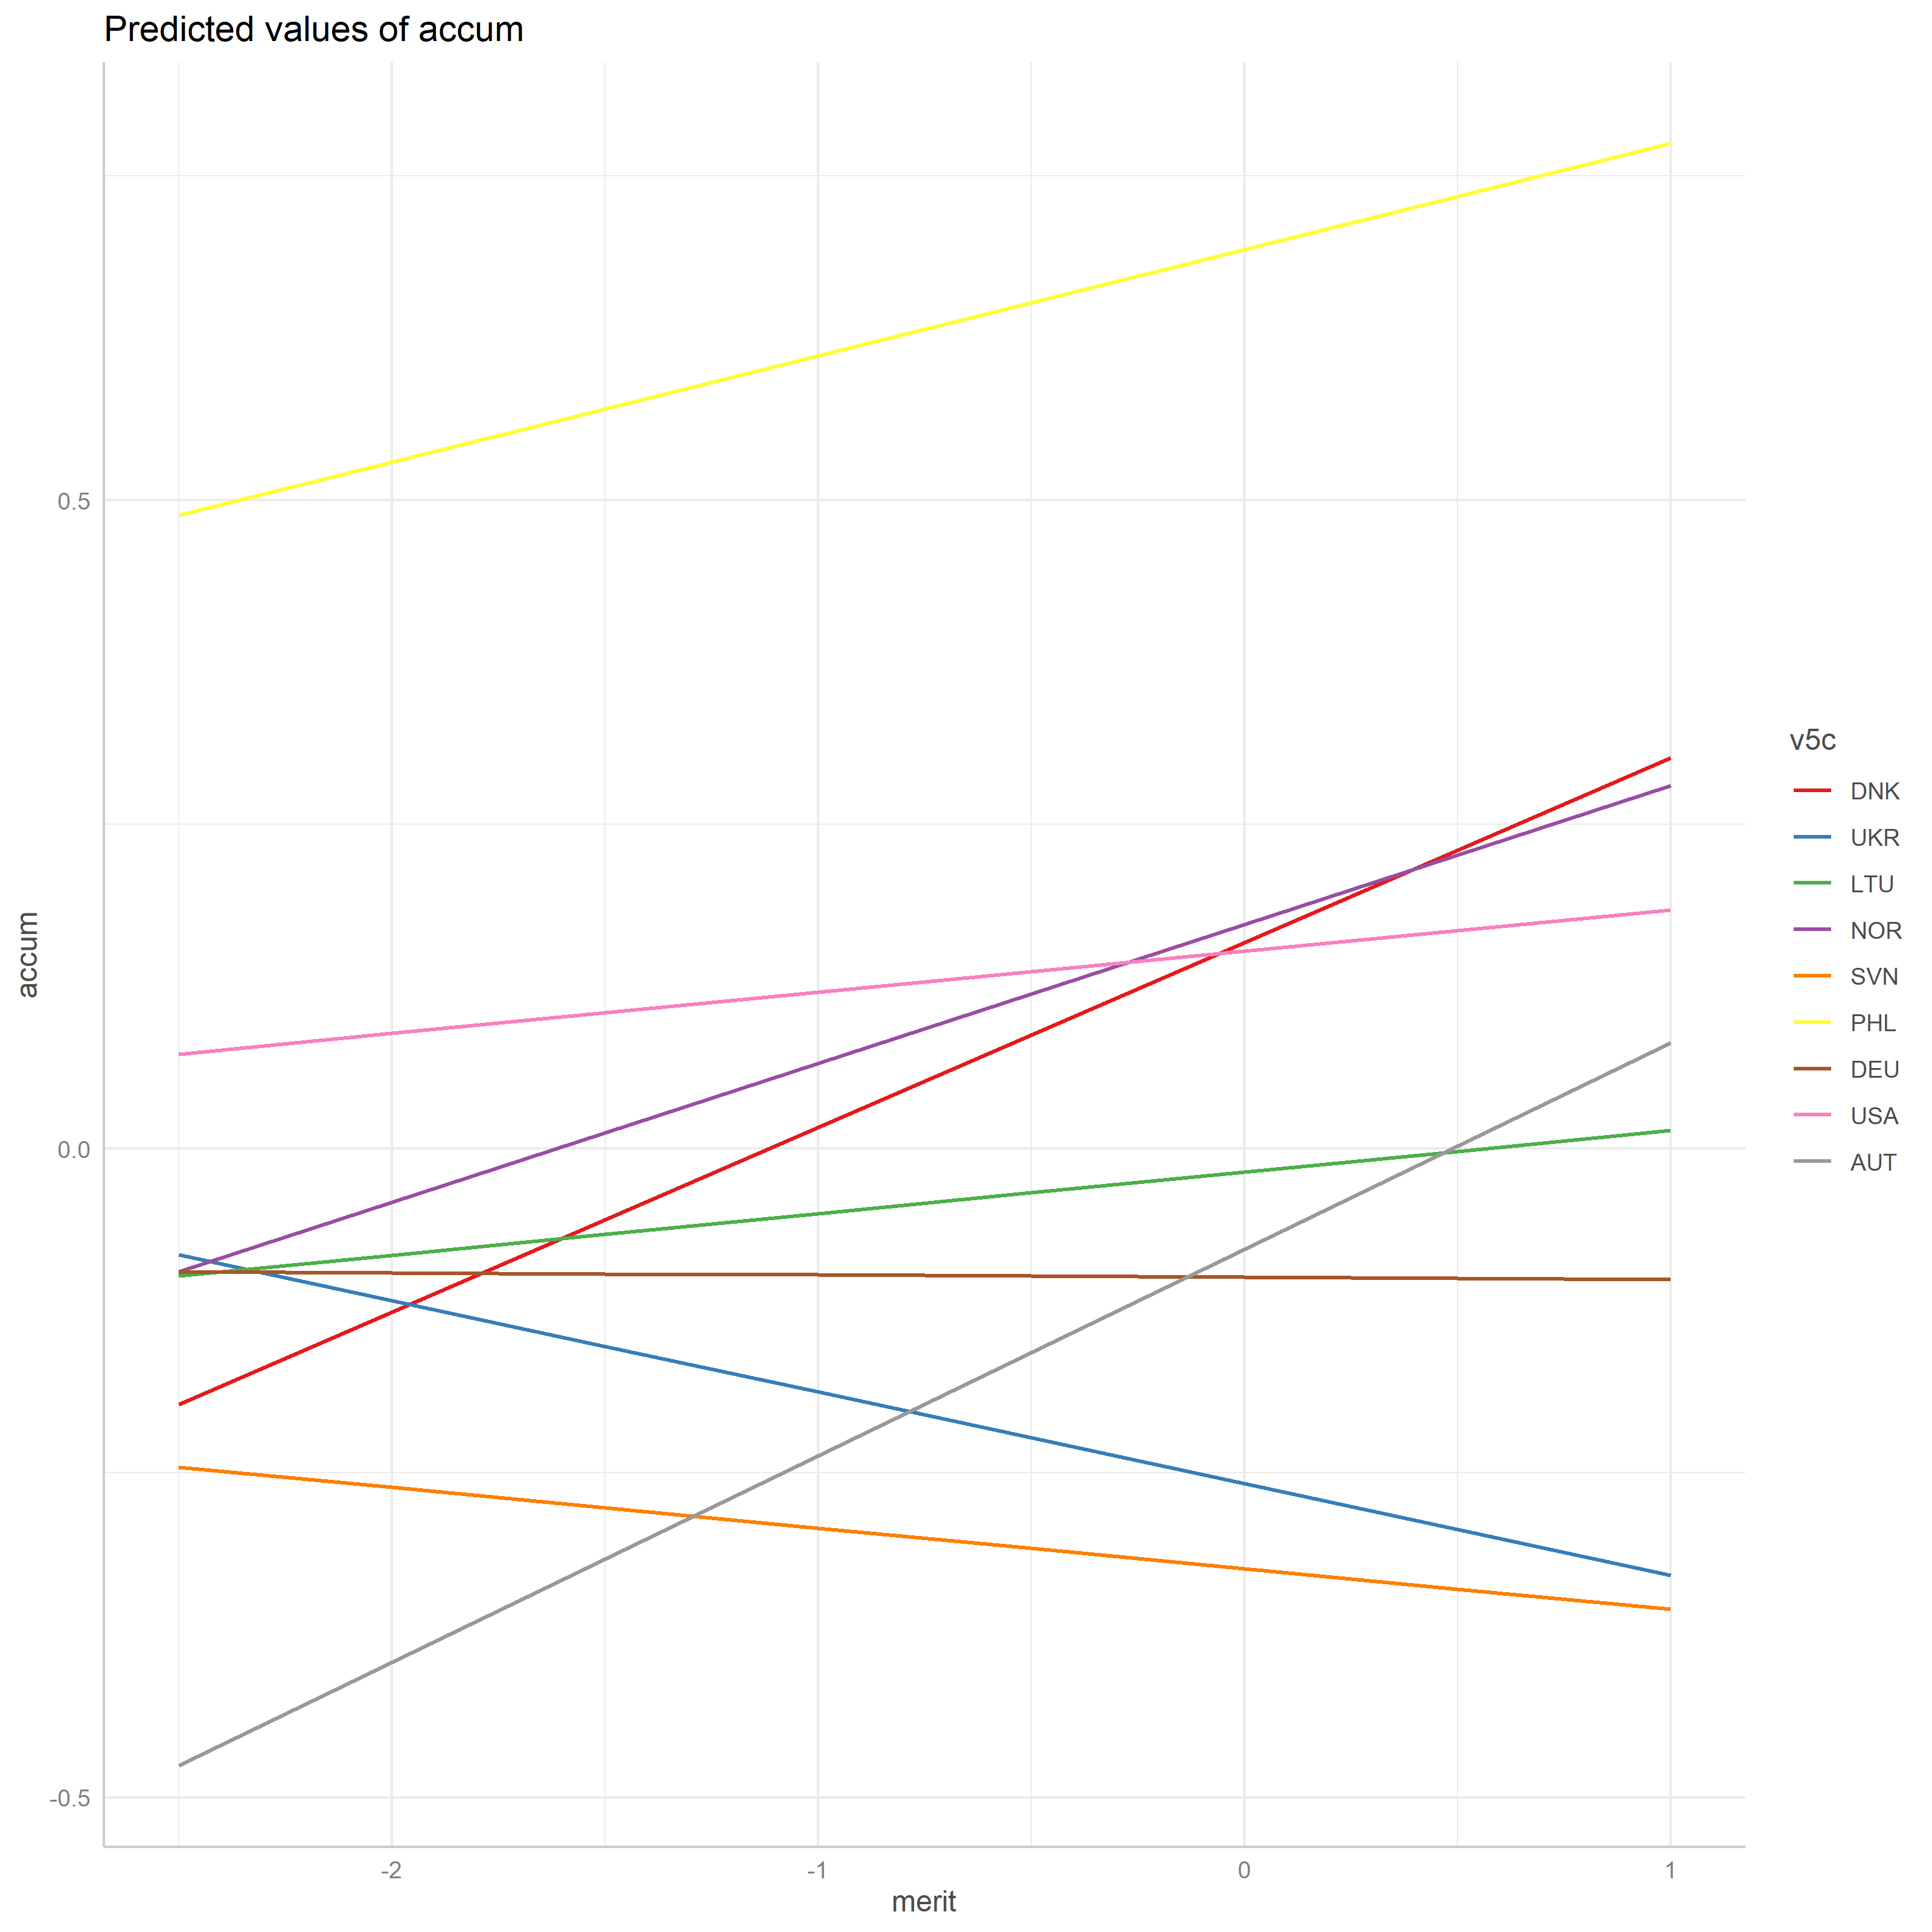 Predicted values of accum
accum
0.5
0.0
-0.5
-2
-1
0
1
merit
v5c
DNK
UKR
LTU
NOR
SVN
PHL
DEU
USA
AUT